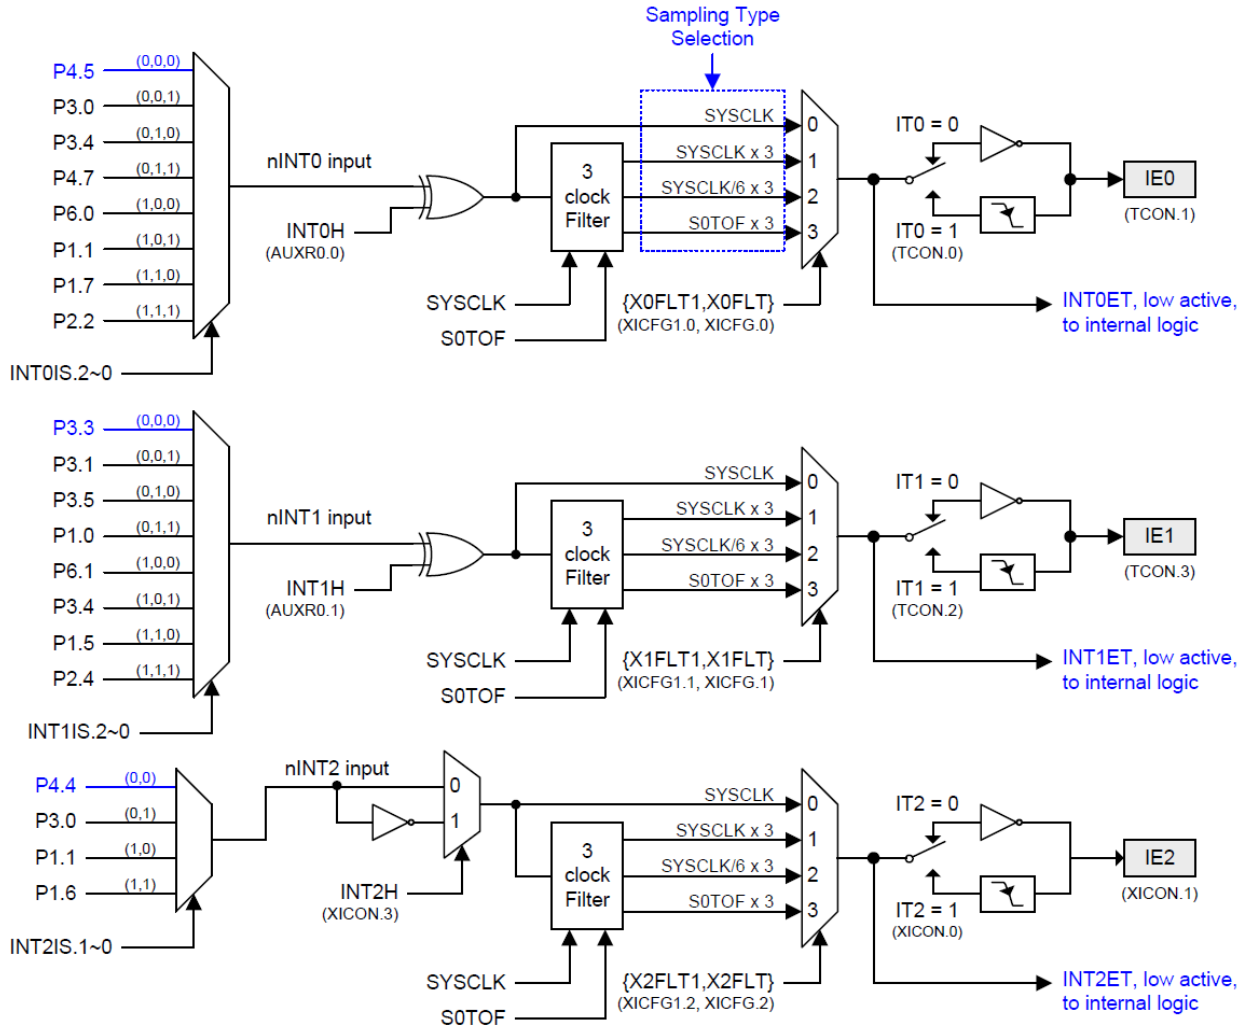 Sampling Type
Selection
P4.5 (0,0,0)
P3.0 (0,0,1)
P3.4 (0,1,0)
P4.7 (0,1,1)
P6.0 (1,0,0)
P1.1 (1,0,1)
P1.7 (1,1,0)
P2.2 (1,1,1)
INT0IS.2~0
nINT0 input
INT0H
(AUXR0.0)
3
clock
Filter
SYSCLK
S0TOF
SYSCLK 0
SYSCLK x 3 1
SYSCLK/6 x 3 2
S0TOF x 3 3
{X0FLT1,X0FLT}
(XICFG1.0, XICFG.0)
IT0 = 0
IT0 = 1
(TCON.0)
IE0
(TCON.1)
INT0ET, low active,
to internal logic
P3.3 (0,0,0)
P3.1 (0,0,1)
P3.5 (0,1,0)
P1.0 (0,1,1)
P6.1 (1,0,0)
P3.4 (1,0,1)
P1.5 (1,1,0)
P2.4 (1,1,1)
INT1IS.2~0
nINT1 input
INT1H
(AUXR0.1)
3
clock
Filter
SYSCLK
S0TOF
SYSCLK 0
SYSCLK x 3 1
SYSCLK/6 x 3 2
S0TOF x 3 3
{X1FLT1,X1FLT}
(XICFG1.1, XICFG.1)
IT1 = 0
IT1 = 1
(TCON.2)
IE1
(TCON.3)
INT1ET, low active,
to internal logic
P4.4 (0,0)
P3.0 (0,1)
P1.1 (1,0)
P1.6 (1,1)
INT2IS.1~0
nINT2 input
0
1
INT2H
(XICON.3)
3
clock
Filter
SYSCLK
S0TOF
SYSCLK 0
SYSCLK x 3 1
SYSCLK/6 x 3 2
S0TOF x 3 3
{X2FLT1,X2FLT}
(XICFG1.2, XICFG.2)
IT2 = 0
IT2 = 1
(XICON.0)
IE2
(XICON.1)
INT2ET, low active,
to internal logic